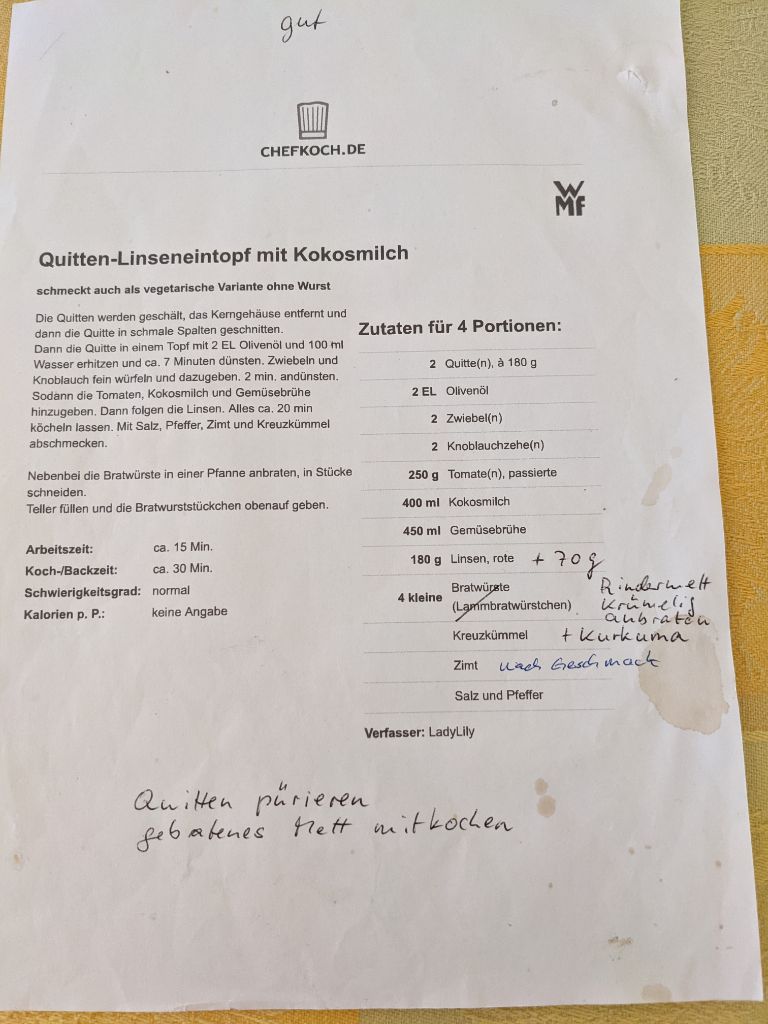 gut
CHEFKOCH.DE
WMF
Quitten-Linseneintopf mit Kokosmilch
schmeckt auch als vegetarische Variante ohne Wurst
Die Quitten werden geschält, das Kerngehäuse entfernt und
dann die Quitte in schmale Spalten geschnitten.
Dann die Quitte in einem Topf mit 2 EL Olivenöl und 100 ml
Wasser erhitzen und ca. 7 Minuten dünsten. Zwiebeln und
Knoblauch fein würfeln und dazugeben. 2 min. andünsten.
Sodann die Tomaten, Kokosmilch und Gemüsebrühe
hinzugeben. Dann folgen die Linsen. Alles ca. 20 min
köcheln lassen. Mit Salz, Pfeffer, Zimt und Kreuzkümmel
abschmecken.
Nebenbei die Bratwürste in einer Pfanne anbraten, in Stücke
schneiden.
Teller füllen und die Bratwurststückchen obenauf geben.
Arbeitszeit: ca. 15 Min.
Koch-/Backzeit: ca. 30 Min.
Schwierigkeitsgrad: normal
Kalorien p. P.: keine Angabe
Zutaten für 4 Portionen:
2 Quitte(n), à 180 g
2 EL Olivenöl
2 Zwiebel(n)
2 Knoblauchzehe(n)
250 g Tomate(n), passierte
400 ml Kokosmilch
450 ml Gemüsebrühe
180 g Linsen, rote + 70 g
4 kleine Bratwürste
(Lammbratwürstchen)
Rindermett
Krümelig
anbraten
Kreuzkümmel + Kurkuma
Zimt nach Geschmack
Salz und Pfeffer
Verfasser: LadyLily
Quitten pürieren
gebratenes Mett mitkochen